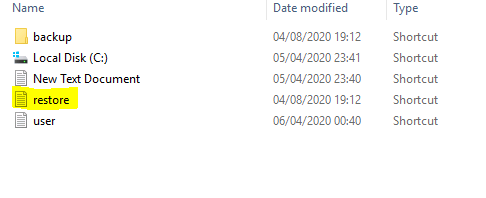 Name Date modified Type
backup 04/08/2020 19:12 Shortcut
Local Disk (C:) 05/04/2020 23:41 Shortcut
New Text Document 05/04/2020 23:40 Shortcut
restore 04/08/2020 19:12 Shortcut
user 06/04/2020 00:40 Shortcut